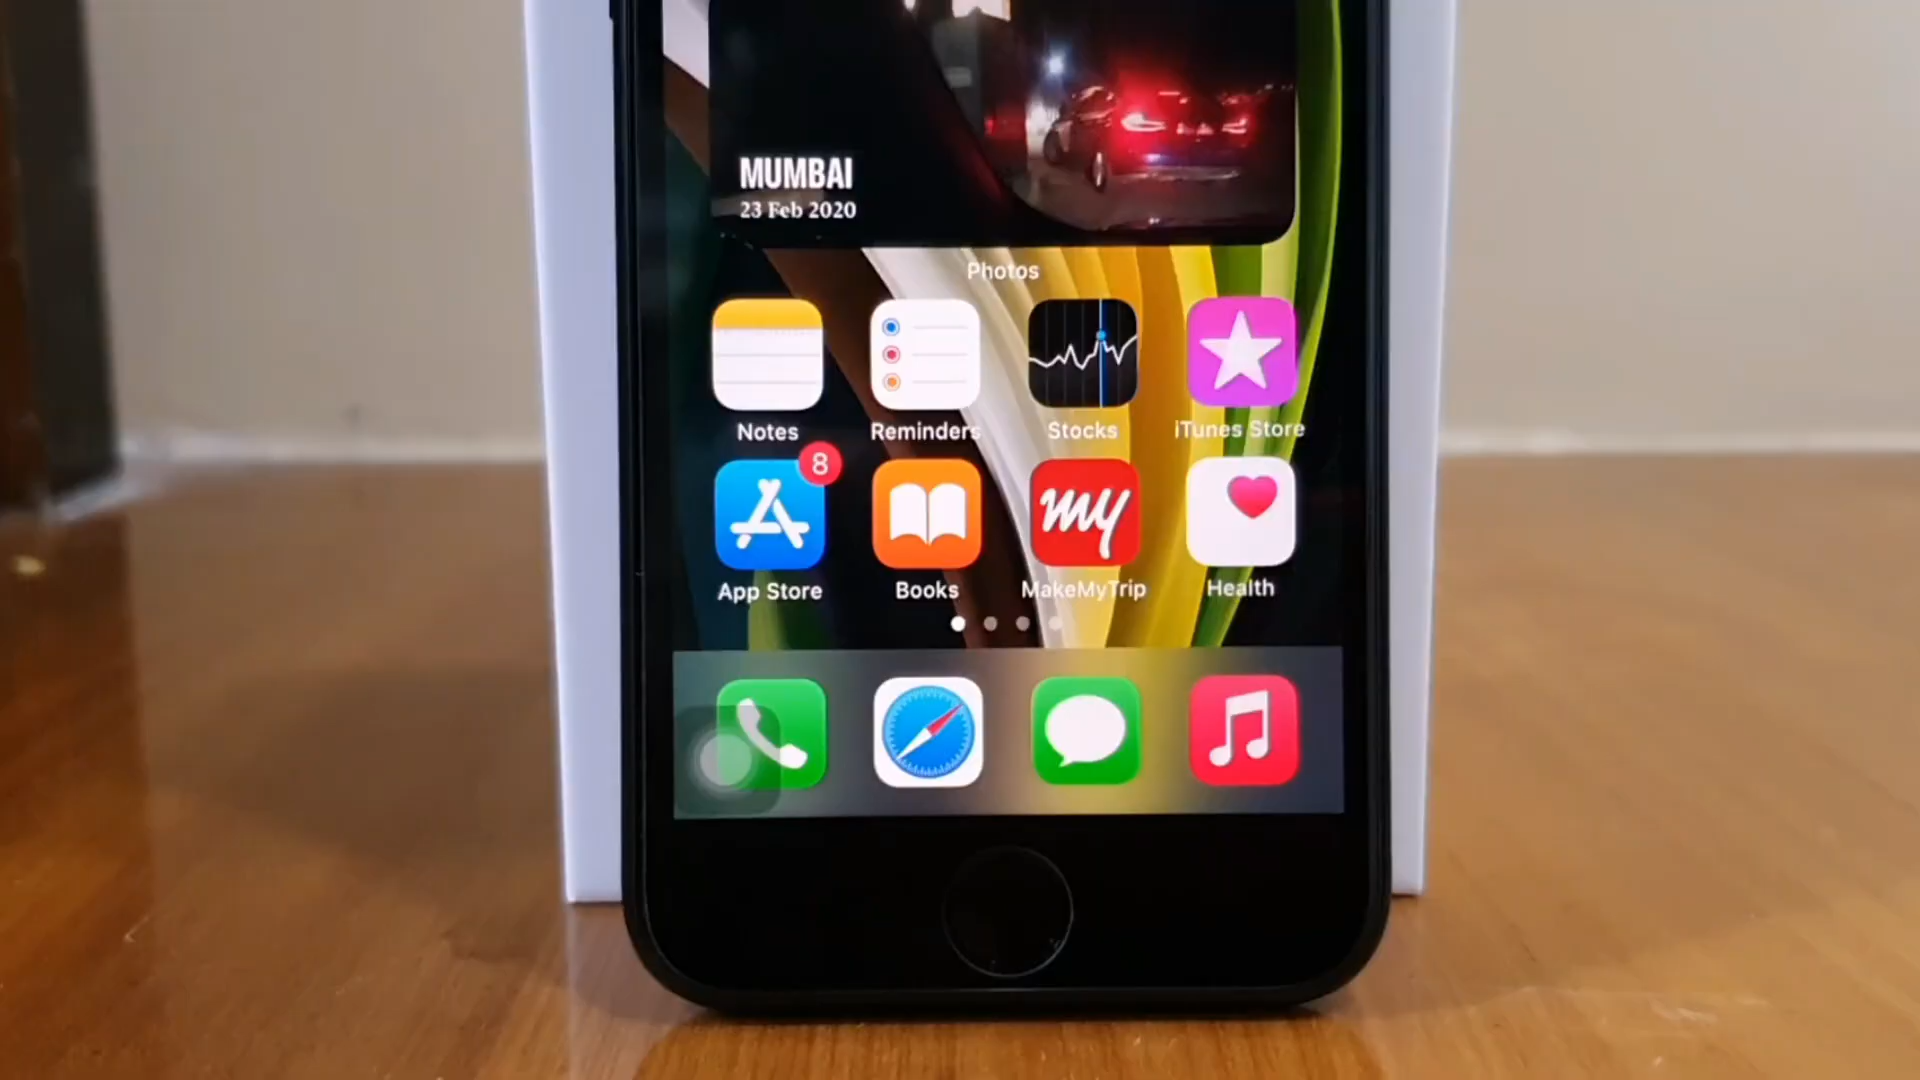 MUMBAI
23 Feb 2020
Photos
Notes
Reminders
Stocks
iTunes Store
8
my
App Store
Books
MakeMyTrip
Health